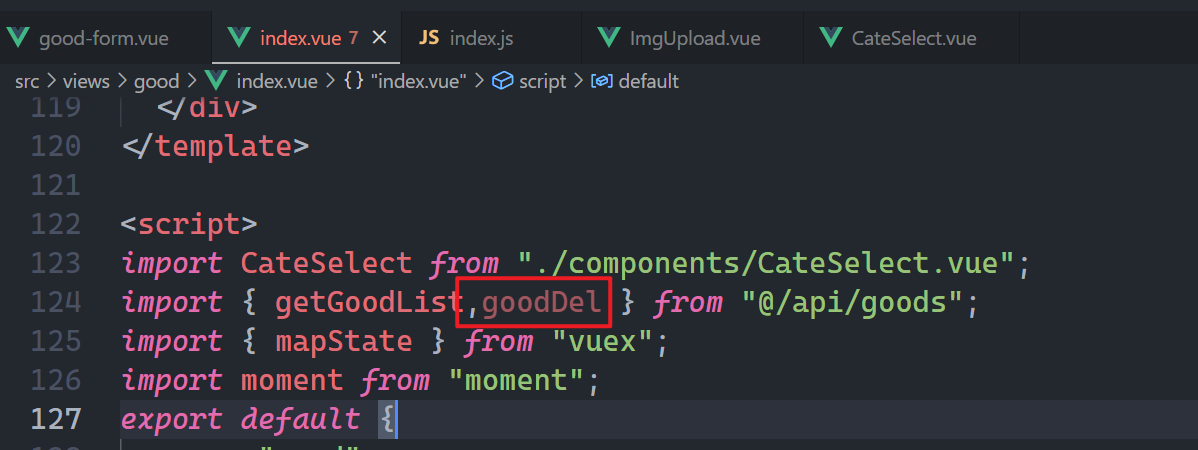 good-form.vue index.vue 7 × JS index.js ImgUpload.vue CateSelect.vue
src > views > good > index.vue > {} "index.vue" > script > default
119 </div>
120 </template>
121
122 <script>
123 import CateSelect from "./components/CateSelect.vue";
124 import { getGoodList,goodDel } from "@/api/goods";
125 import { mapState } from "vuex";
126 import moment from "moment";
127 export default {